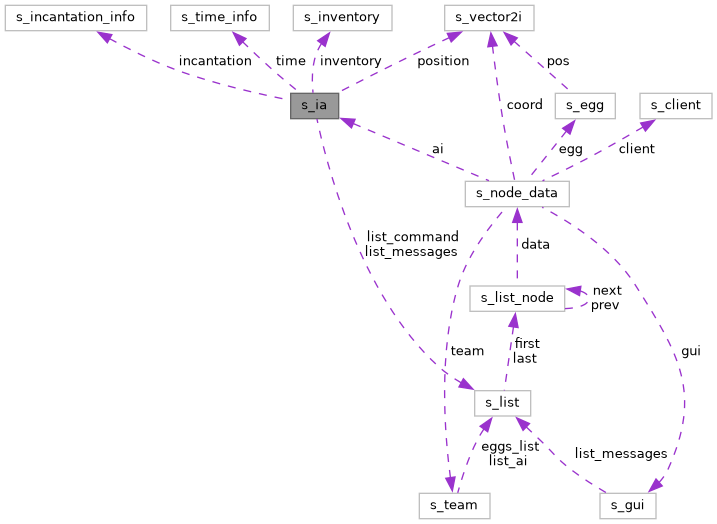 s_incantation_info
s_time_info
s_inventory
s_vector2i
incantation
time
inventory
position
pos
s_ia
coord
s_egg
s_client
ai
egg
client
s_node_data
list_command
list_messages
data
s_list_node
next
prev
team
first
last
gui
s_list
eggs_list
list_ai
list_messages
s_team
s_gui